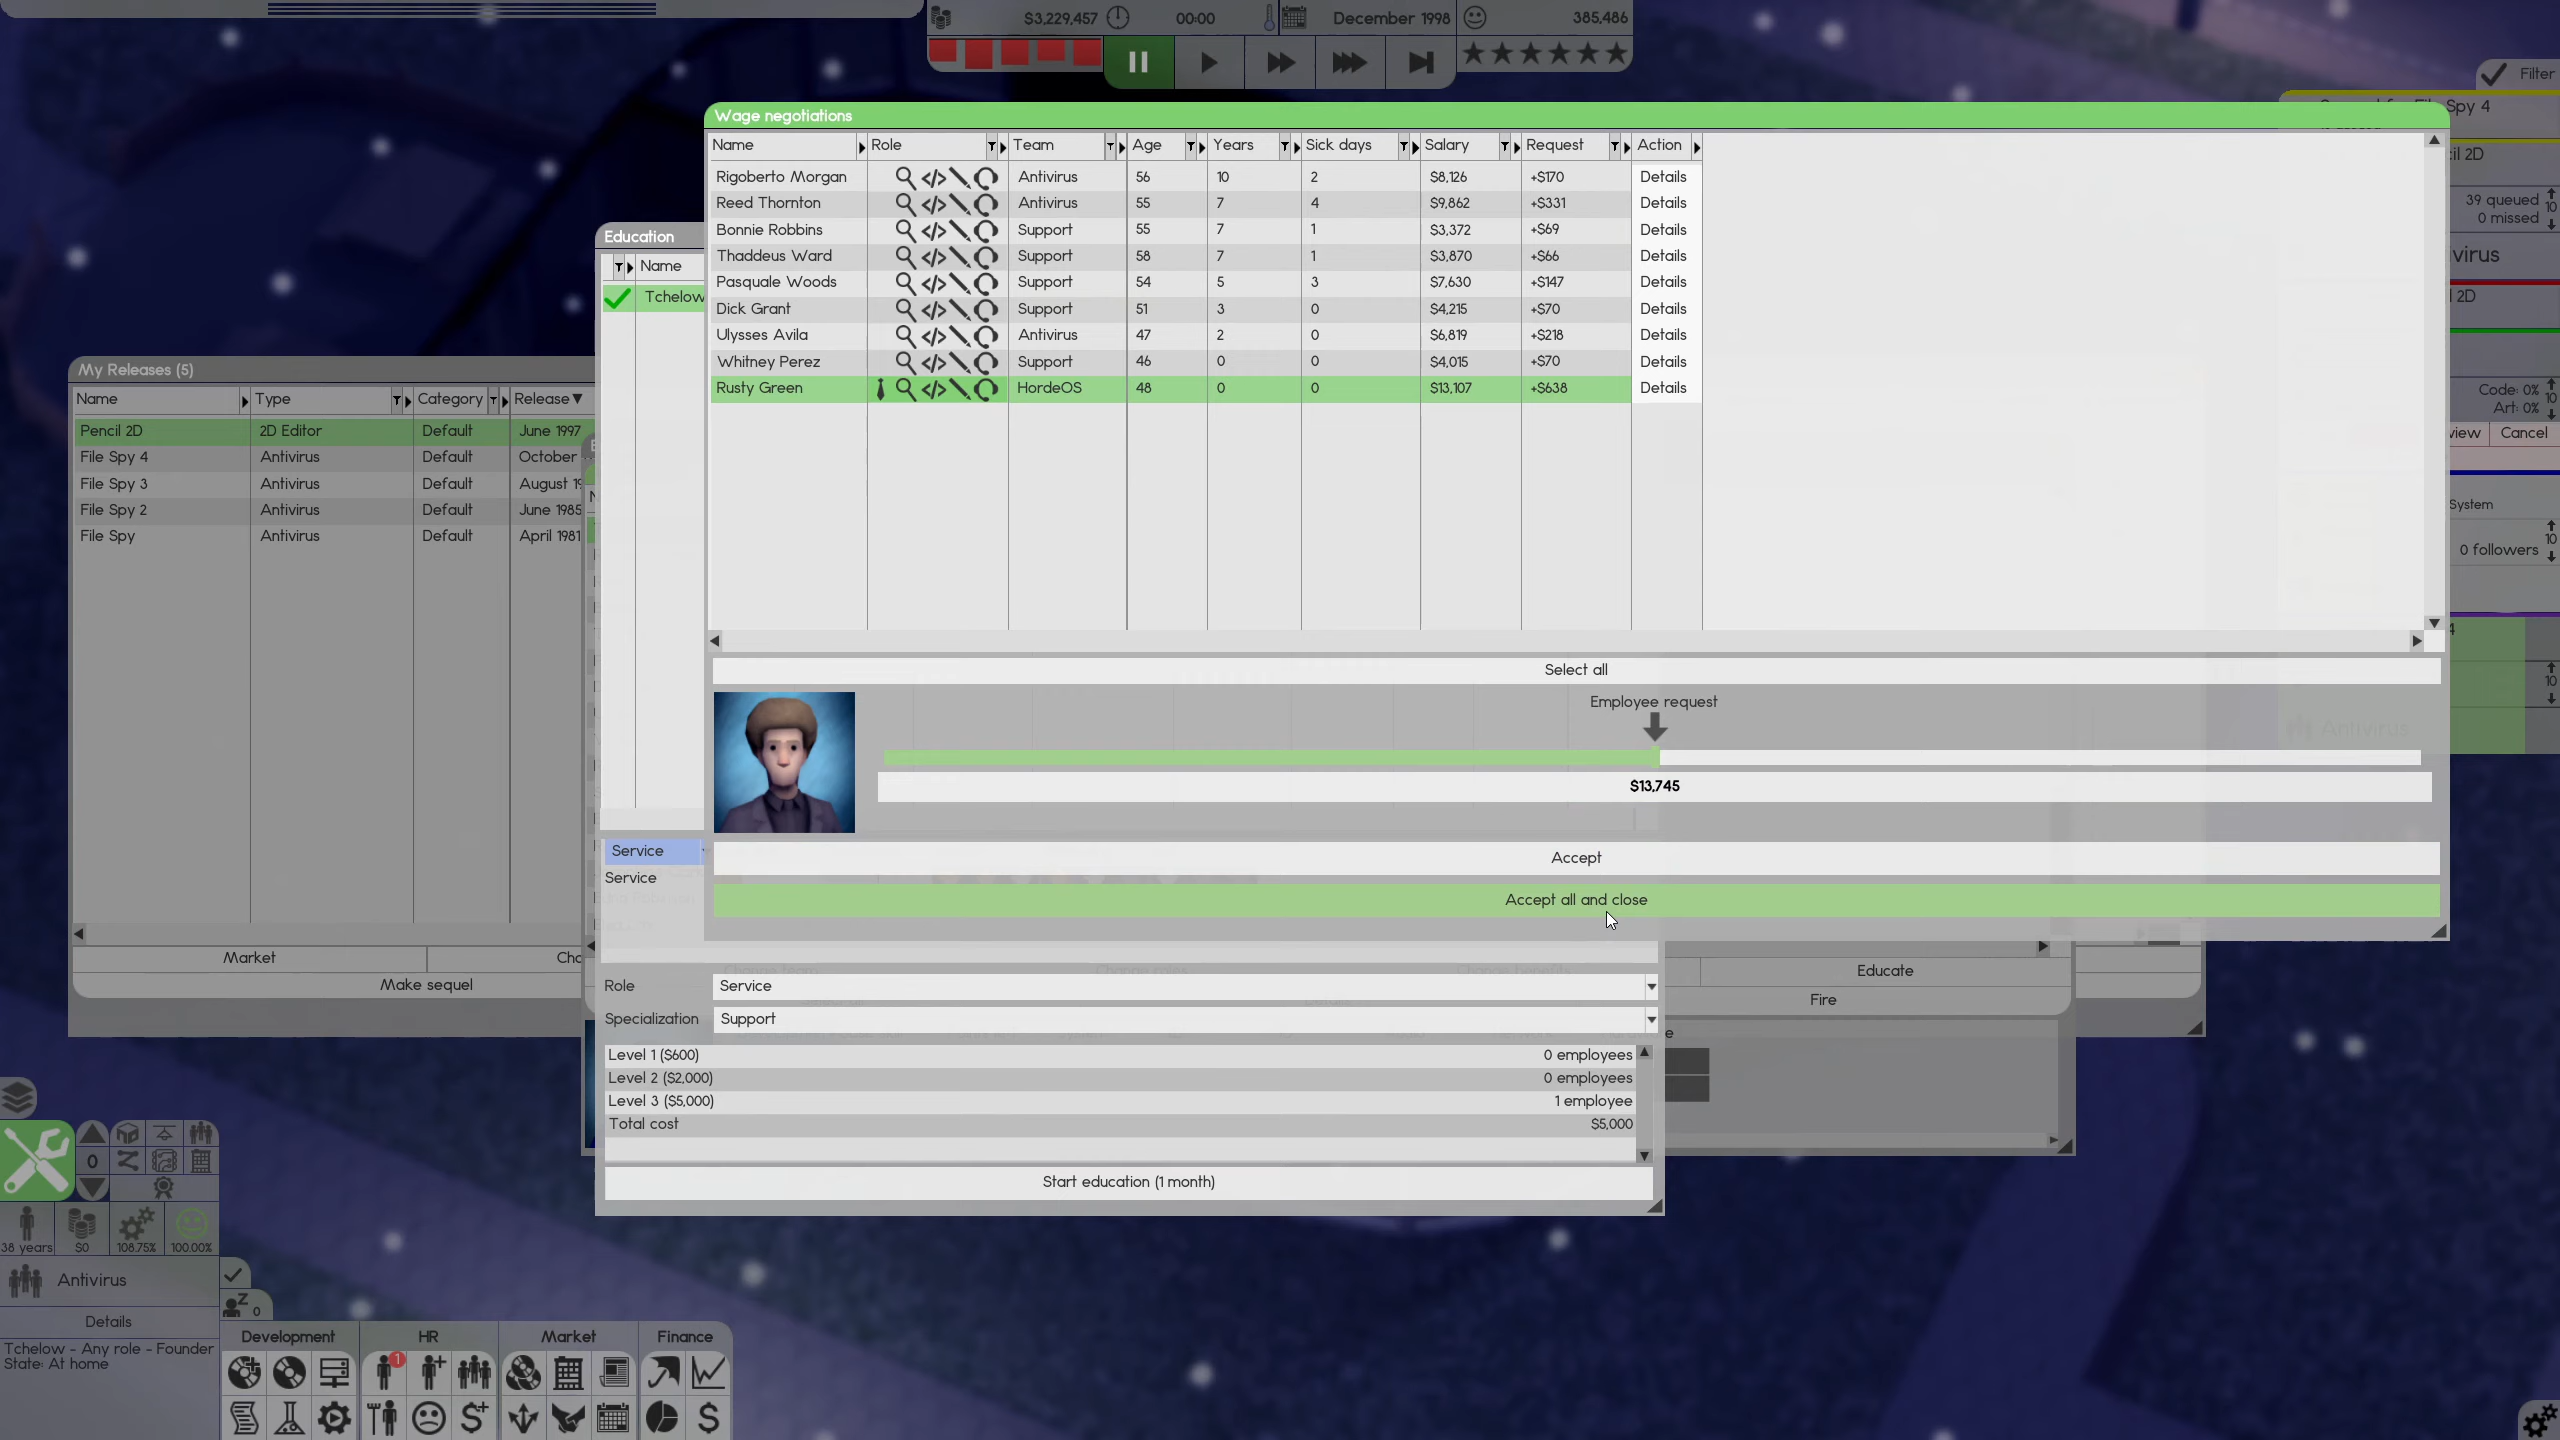 $3,229,457 00:00 December 1998 385,486
Filter
Wage negotiations
Name Role Team Age Years Sick days Salary Request Action
Rigoberto Morgan Antivirus 56 10 2 $8,126 +$170 Details
Reed Thornton Antivirus 55 7 4 $9,862 +$331 Details
Bonnie Robbins Support 55 7 1 $3,372 +$69 Details
Thaddeus Ward Support 58 7 1 $3,870 +$66 Details
Pasquale Woods Support 54 5 3 $7,630 +$147 Details
Dick Grant Support 51 3 0 $4,215 +$70 Details
Ulysses Avila Antivirus 47 2 0 $6,819 +$218 Details
Whitney Perez Support 46 0 0 $4,015 +$70 Details
Rusty Green HordeOS 48 0 0 $13,107 +$638 Details
Select all
Employee request
$13,745
Accept
Accept all and close
Education
Name
Tchelow
Service
Service
Role Service
Specialization Support
Level 1 ($600) 0 employees
Level 2 ($2,000) 0 employees
Level 3 ($5,000) 1 employee
Total cost $5,000
Start education (1 month)
Educate
Fire
My Releases (5)
Name Type Category Release
Pencil 2D 2D Editor Default June 1997
File Spy 4 Antivirus Default October
File Spy 3 Antivirus Default August 19
File Spy 2 Antivirus Default June 1985
File Spy Antivirus Default April 1981
Market Cha
Make sequel
Spy 4
cil 2D
39 queued
10
0 missed
virus
2D
Code: 0%
10
Art: 0%
view Cancel
System
10
0 followers
4
10
Antivirus
0
38 years $0 108.75% 100.00%
Antivirus
Details
Tchelow - Any role - Founder
State: At home
Z 0
Development HR Market Finance
1